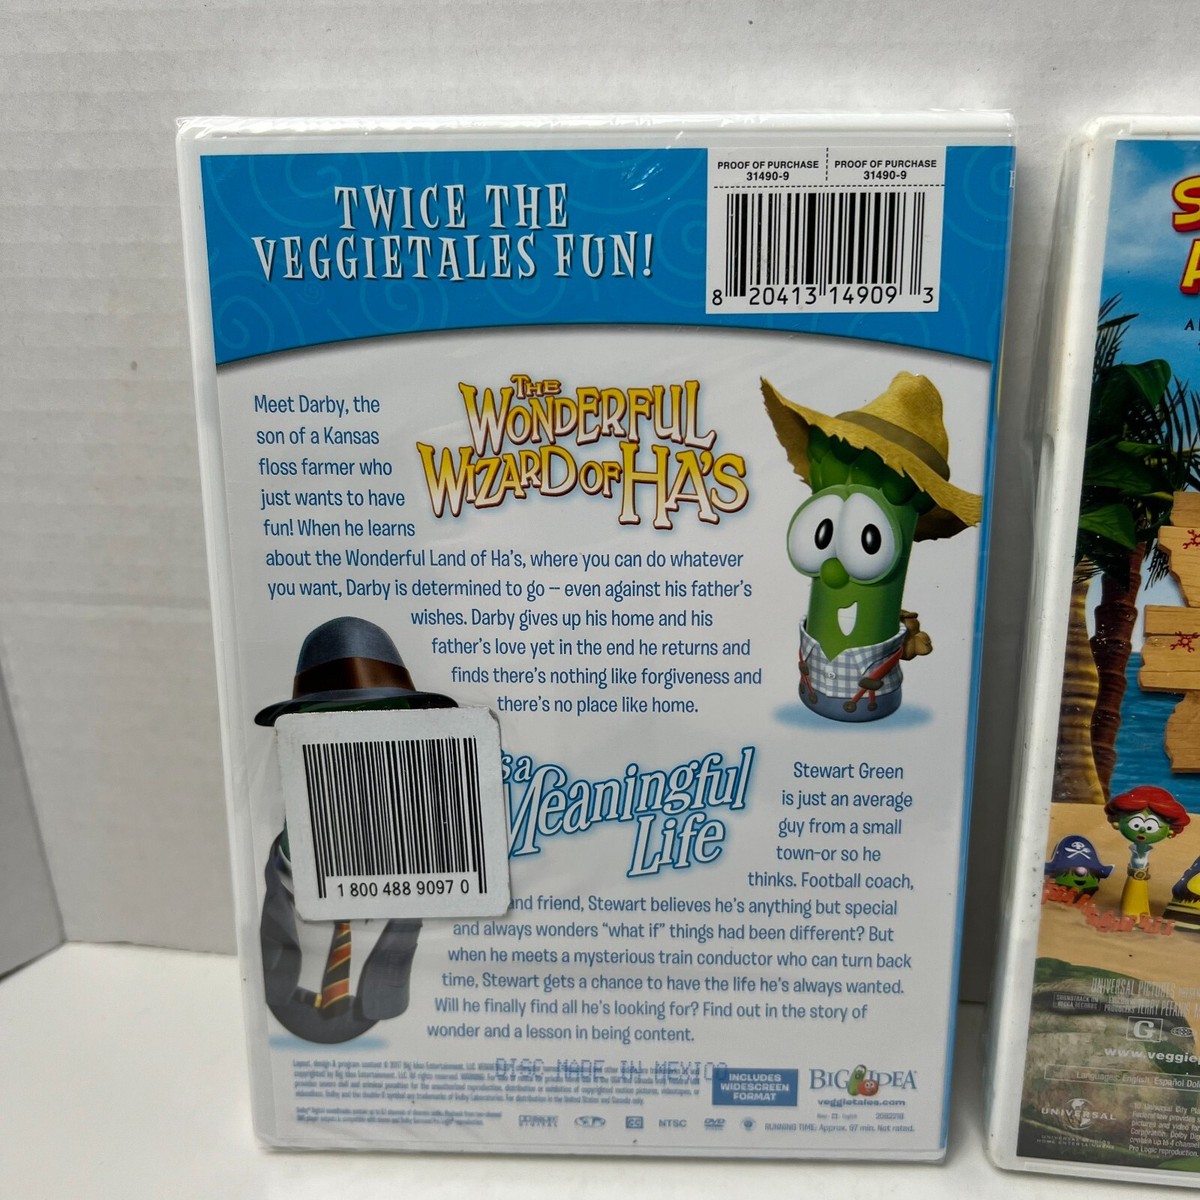 TWICE THE
VEGGIETALES FUN!
PROOF OF PURCHASE
31490-9
PROOF OF PURCHASE
31490-9
8 20413 14909 3
THE
WONDERFUL
WIZARD OF HA'S
Meet Darby, the
son of a Kansas
floss farmer who
just wants to have
fun! When he learns
about the Wonderful Land of Ha's, where you can do whatever
you want, Darby is determined to go – even against his father's
wishes. Darby gives up his home and his
father's love yet in the end he returns and
finds there's nothing like forgiveness and
there's no place like home.
1 800 488 9097 0
s a
Meaningful
Life
Stewart Green
is just an average
guy from a small
town-or so he
thinks. Football coach,
and friend, Stewart believes he's anything but special
and always wonders "what if" things had been different? But
when he meets a mysterious train conductor who can turn back
time, Stewart gets a chance to have the life he's always wanted.
Will he finally find all he's looking for? Find out in the story of
wonder and a lesson in being content.
DISC MADE IN MEXICO
INCLUDES
WIDESCREEN
FORMAT
BIG IDEA
veggietales.com
NTSC
DVD
RUNNING TIME: Approx. 97 min. Not rated.
S
A
UNIVERSAL PICTURES
G
www.veggie
UNIVERSAL